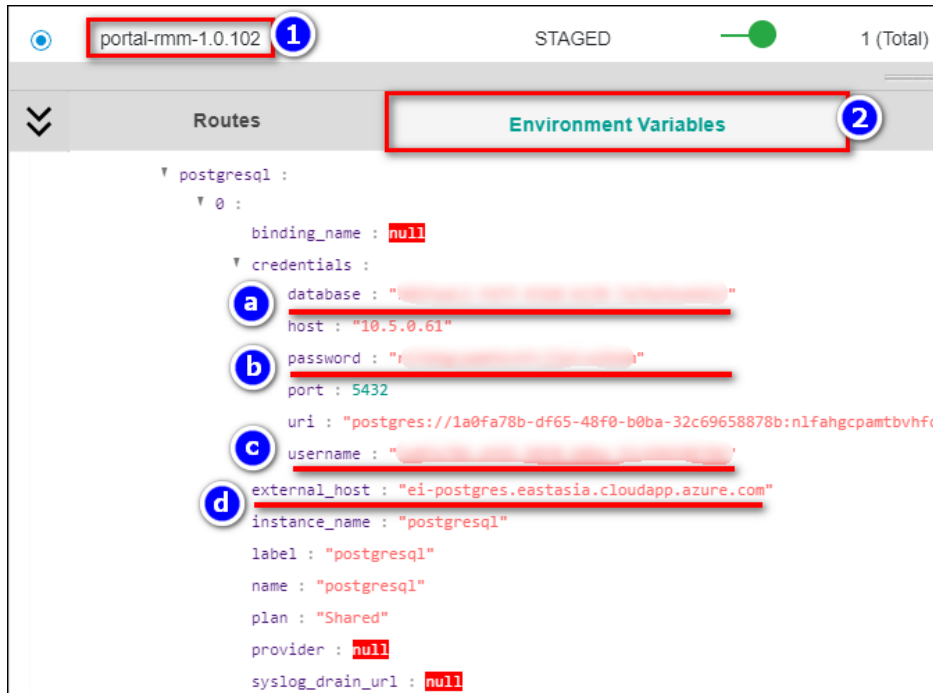 portal-rmm-1.0.102 1 STAGED 1 (Total)
Routes Environment Variables 2
postgresql :
0 :
binding_name : null
credentials :
a database : " "
host : "10.5.0.61"
b password : " "
port : 5432
uri : "postgres://1a0fa78b-df65-48f0-b0ba-32c69658878b:nlfahgcpamtbvhfo
c username : "
d external_host : "ei-postgres.eastasia.cloudapp.azure.com"
instance_name : "postgresql"
label : "postgresql"
name : "postgresql"
plan : "Shared"
provider : null
syslog_drain_url : null